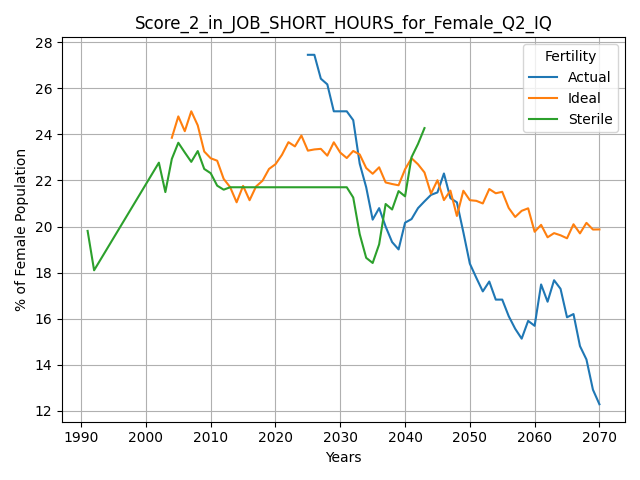 Score_2_in_JOB_SHORT_HOURS_for_Female_Q2_IQ
% of Female Population
28
26
24
22
20
18
16
14
12
Fertility
Actual
Ideal
Sterile
1990 2000 2010 2020 2030 2040 2050 2060 2070
Years